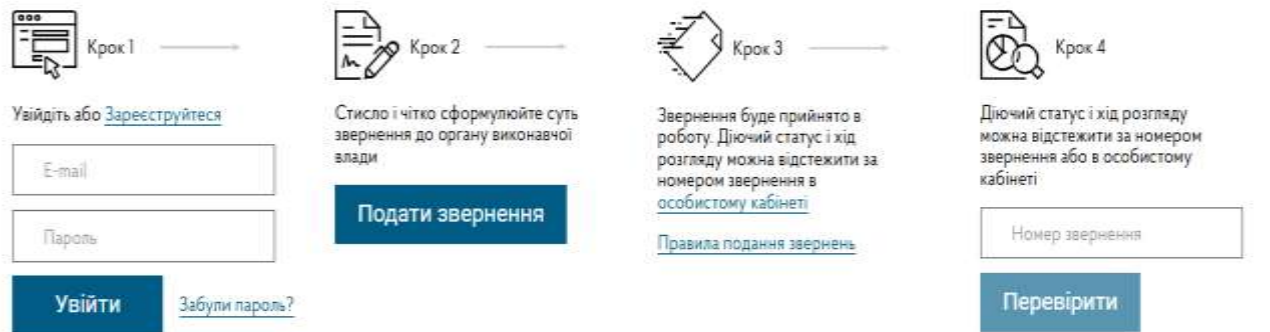 Крок 1
Увійдіть або Зареєструйтеся
E-mail
Пароль
Увійти
Забули пароль?
Крок 2
Стисло і чітко сформулюйте суть
звернення до органу виконавчої
влади
Подати звернення
Крок 3
Звернення буде прийнято в
роботу. Діючий статус і хід
розгляду можна відстежити за
номером звернення в
особистому кабінеті
Правила подання звернень
Крок 4
Діючий статус і хід розгляду
можна відстежити за номером
звернення або в особистому
кабінеті
Номер звернення
Перевірити